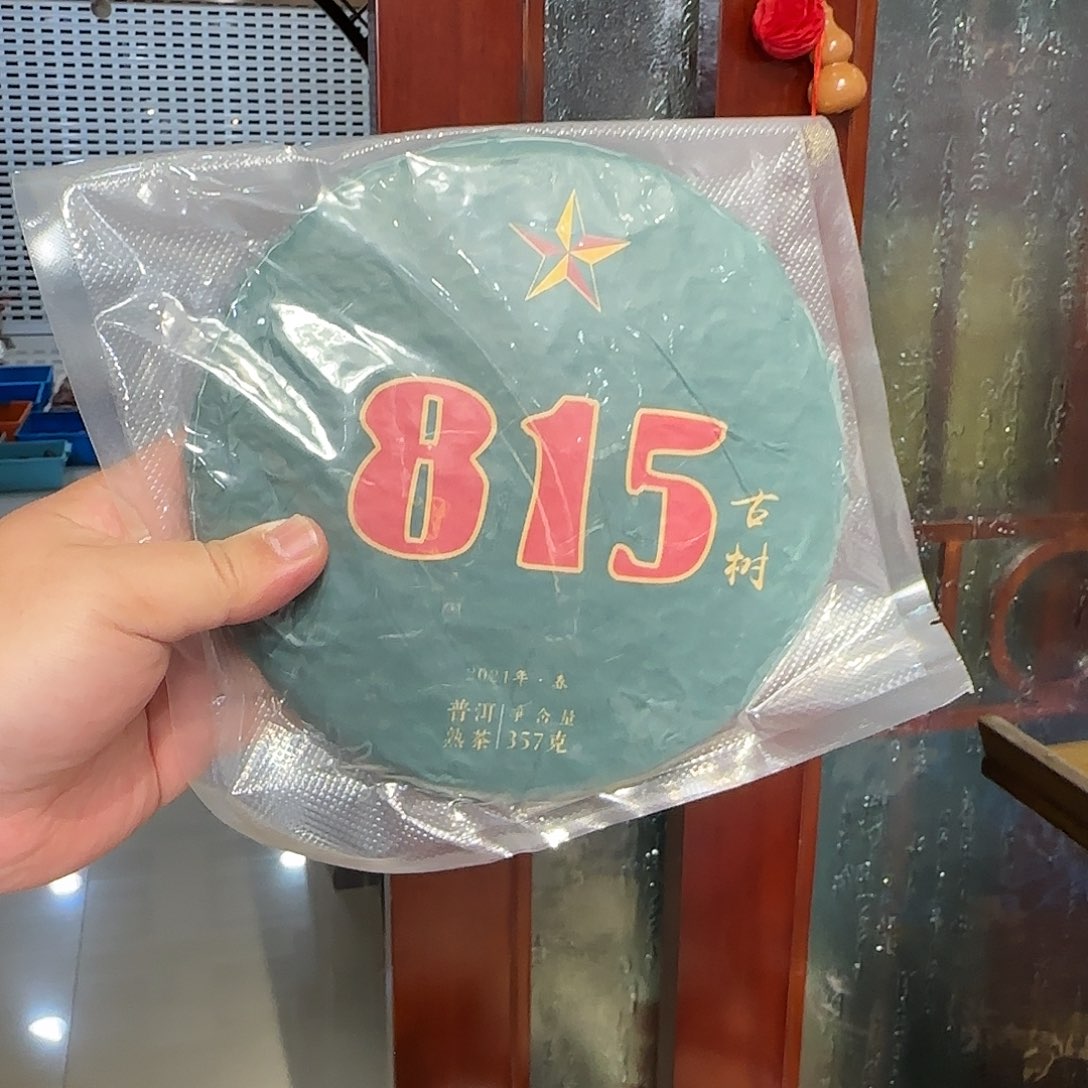 815
古树
2021年·春
普洱 净含量
熟茶 357克